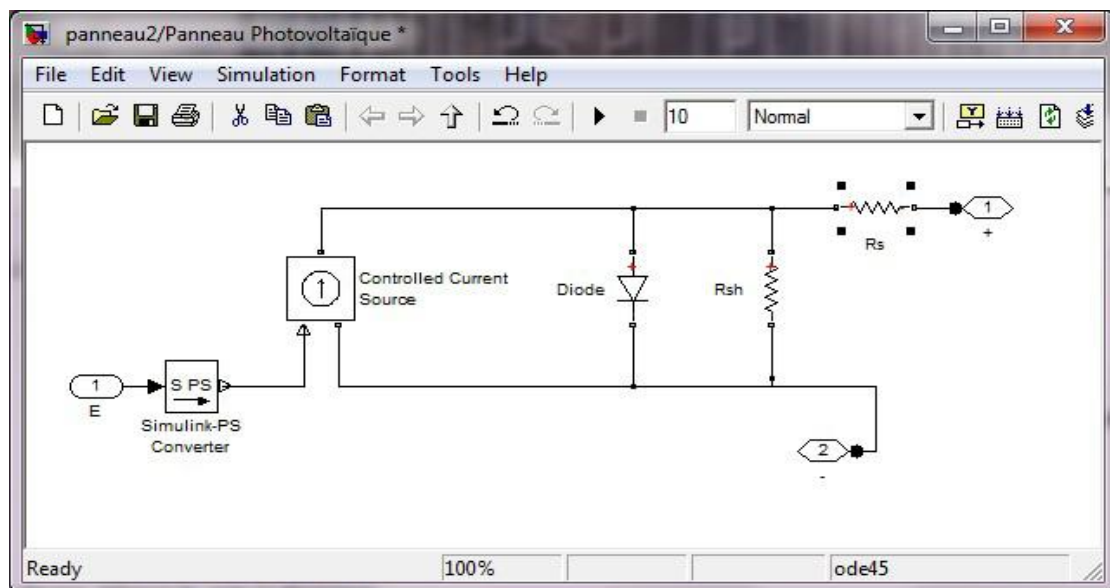 panneau2/Panneau Photovoltaïque *
File Edit View Simulation Format Tools Help
10 Normal
Rs
1
+
Controlled Current
Source
Diode
Rsh
1
E
S PS
Simulink-PS
Converter
2
-
Ready 100% ode45